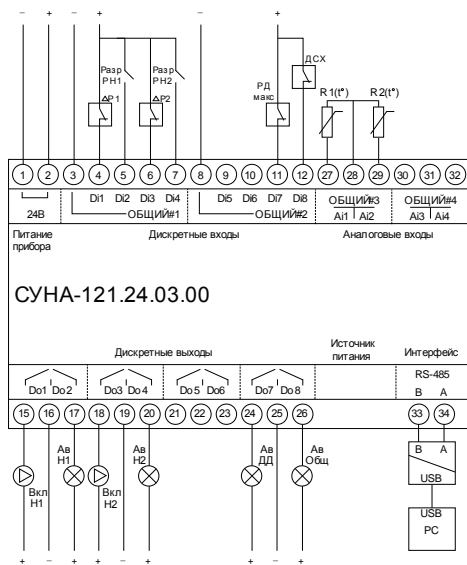 – + – + – +
Разр РН1
Разр РН2
ΔP1
ΔP2
РД макс
ДСХ
R1(t°) R2(t°)
1 2 3 4 5 6 7 8 9 10 11 12 27 28 29 30 31 32
Di1 Di2 Di3 Di4 Di5 Di6 Di7 Di8
24В ОБЩИЙ#1 ОБЩИЙ#2
ОБЩИЙ#3 ОБЩИЙ#4
Ai1 Ai2 Ai3 Ai4
Питание прибора
Дискретные входы
Аналоговые входы
СУНА-121.24.03.00
Дискретные выходы
Источник питания
Интерфейс
RS-485
B A
Do1 Do2 Do3 Do4 Do5 Do6 Do7 Do8
15 16 17 18 19 20 21 22 23 24 25 26 33 34
Вкл Н1
Ав Н1
Вкл Н2
Ав Н2
Ав ДД
Ав Общ
B A
USB
USB
PC
+ – + + – + + – +